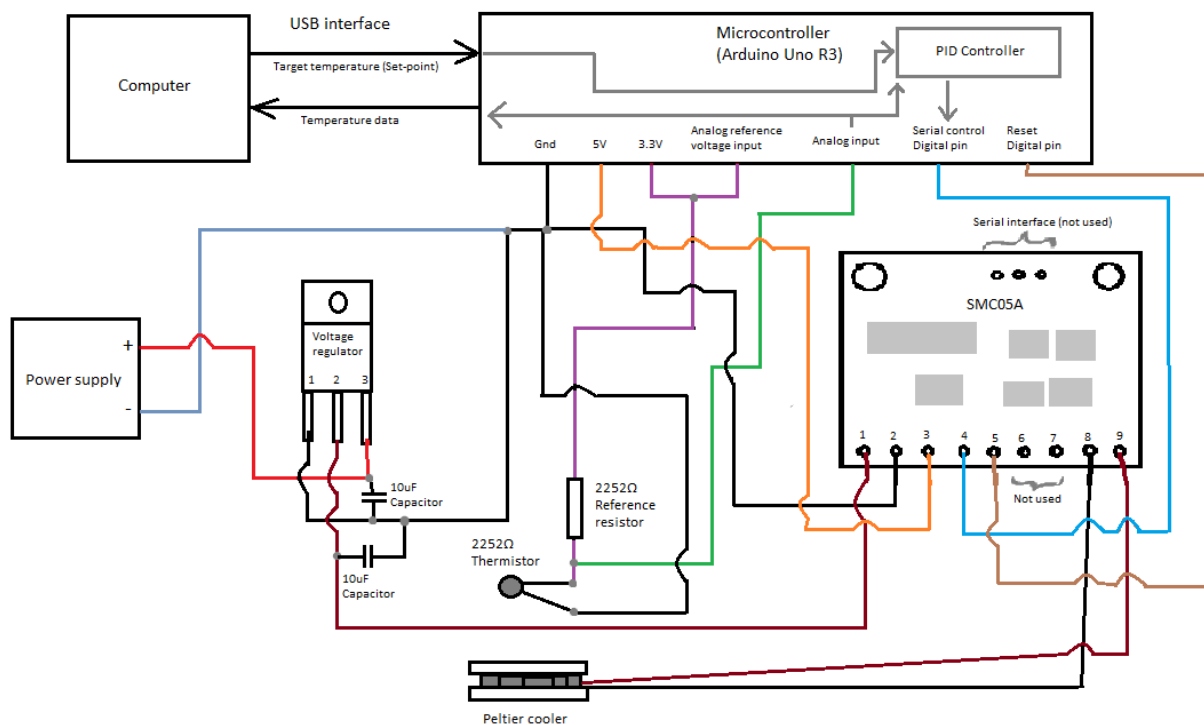 USB interface
Microcontroller
(Arduino Uno R3)
PID Controller
Computer
Target temperature (Set-point)
Temperature data
Gnd
5V
3.3V
Analog reference
voltage input
Analog input
Serial control
Digital pin
Reset
Digital pin
Serial interface (not used)
SMC05A
Voltage
regulator
1 2 3
+
Power supply
-
1 2 3 4 5 6 7 8 9
Not used
10uF
Capacitor
2252Ω
Reference
resistor
2252Ω
Thermistor
10uF
Capacitor
Peltier cooler